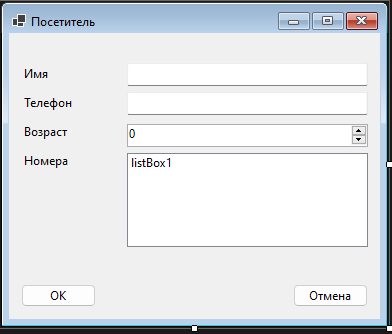 Посетитель
Имя
Телефон
Возраст 0
Номера listBox1
OK Отмена